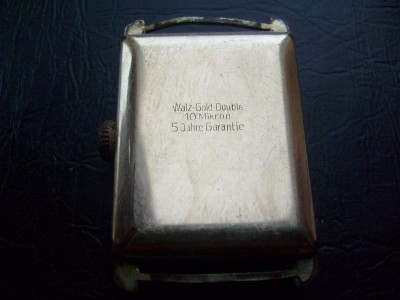 Walz-Gold-Double
10 Mikron
5 Jahre Garantie